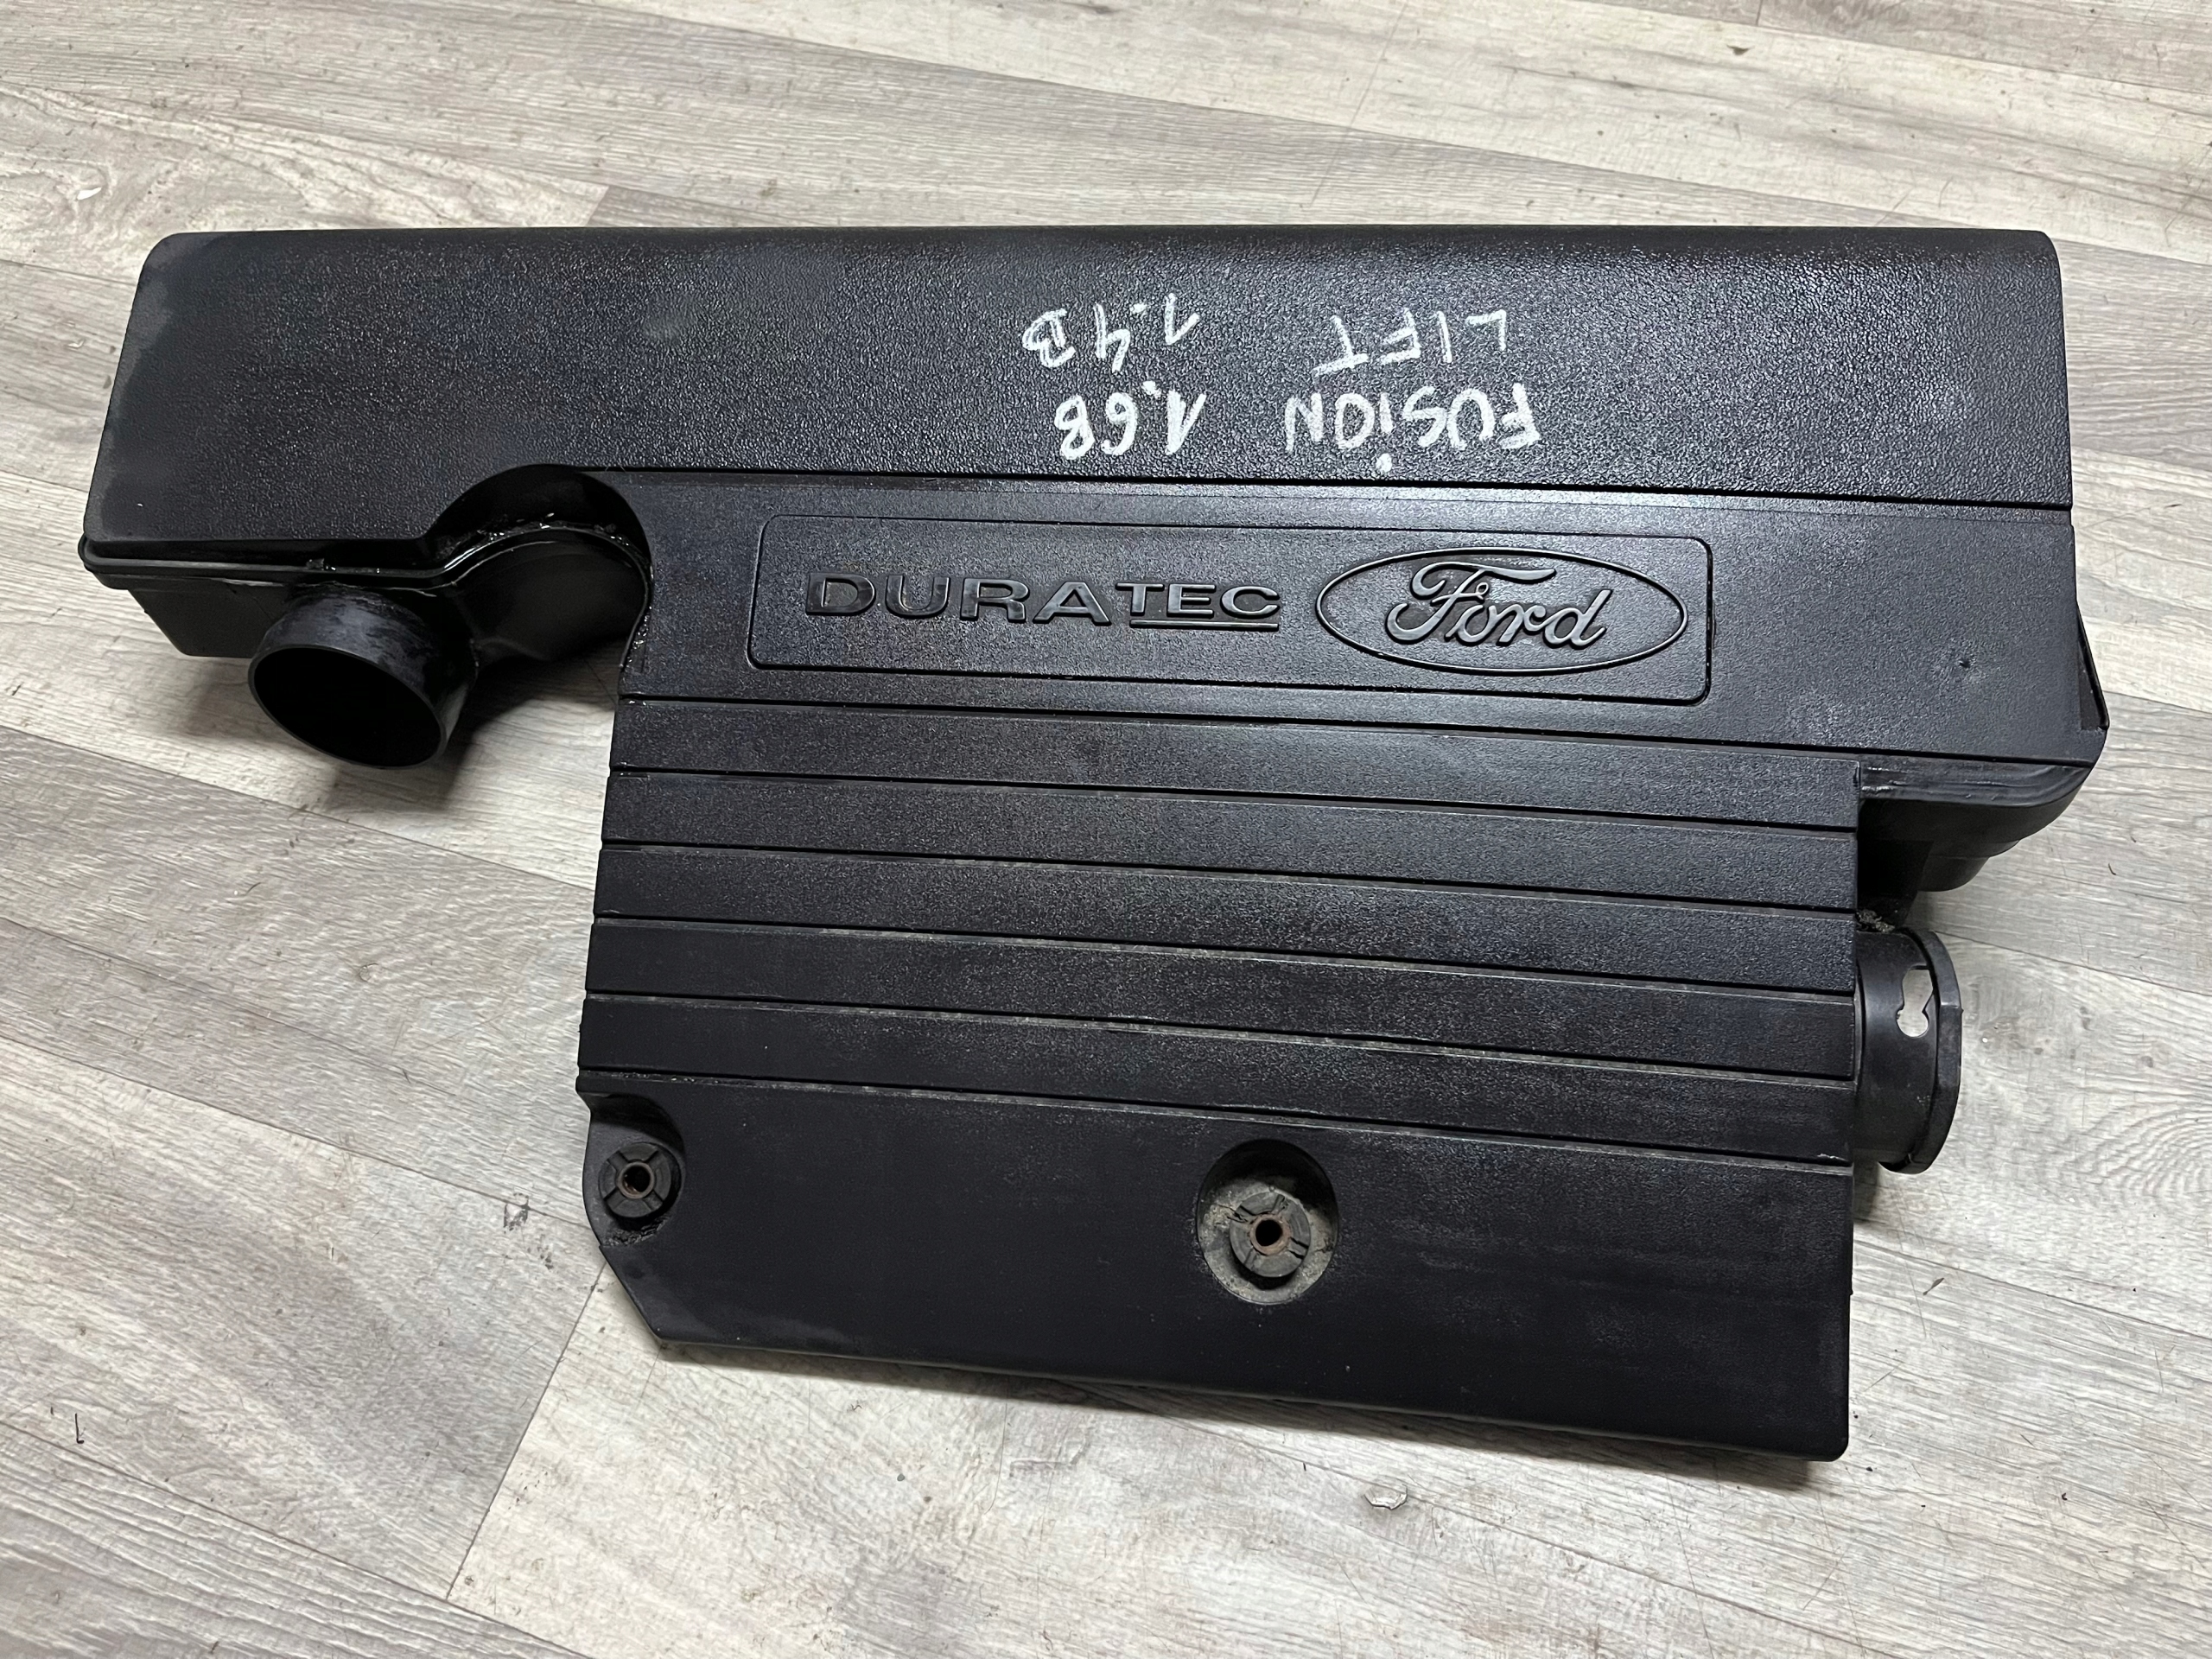 FUSiON 1.6B
LIFT 1.4B
DURATEC Ford